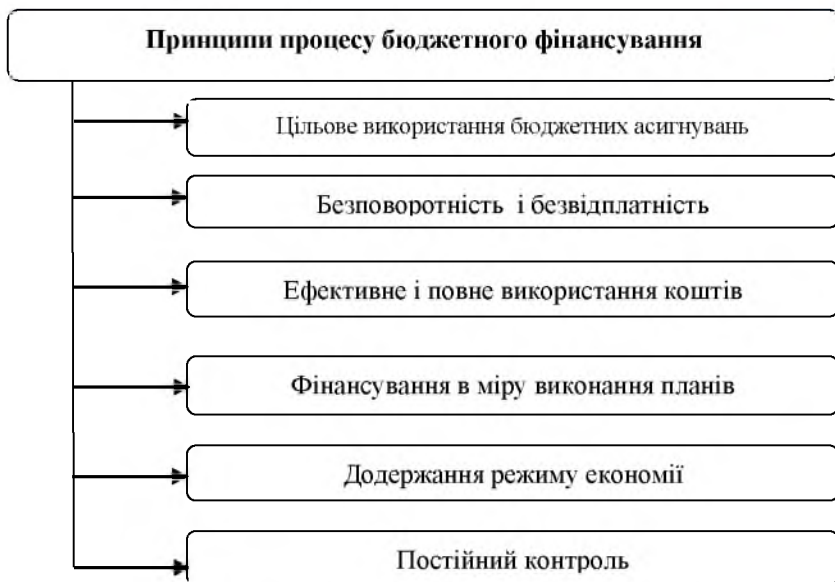 Принципи процесу бюджетного фінансування
Цільове використання бюджетних асигнувань
Безповоротність і безвідплатність
Ефективне і повне використання коштів
Фінансування в міру виконання планів
Додержання режиму економії
Постійний контроль